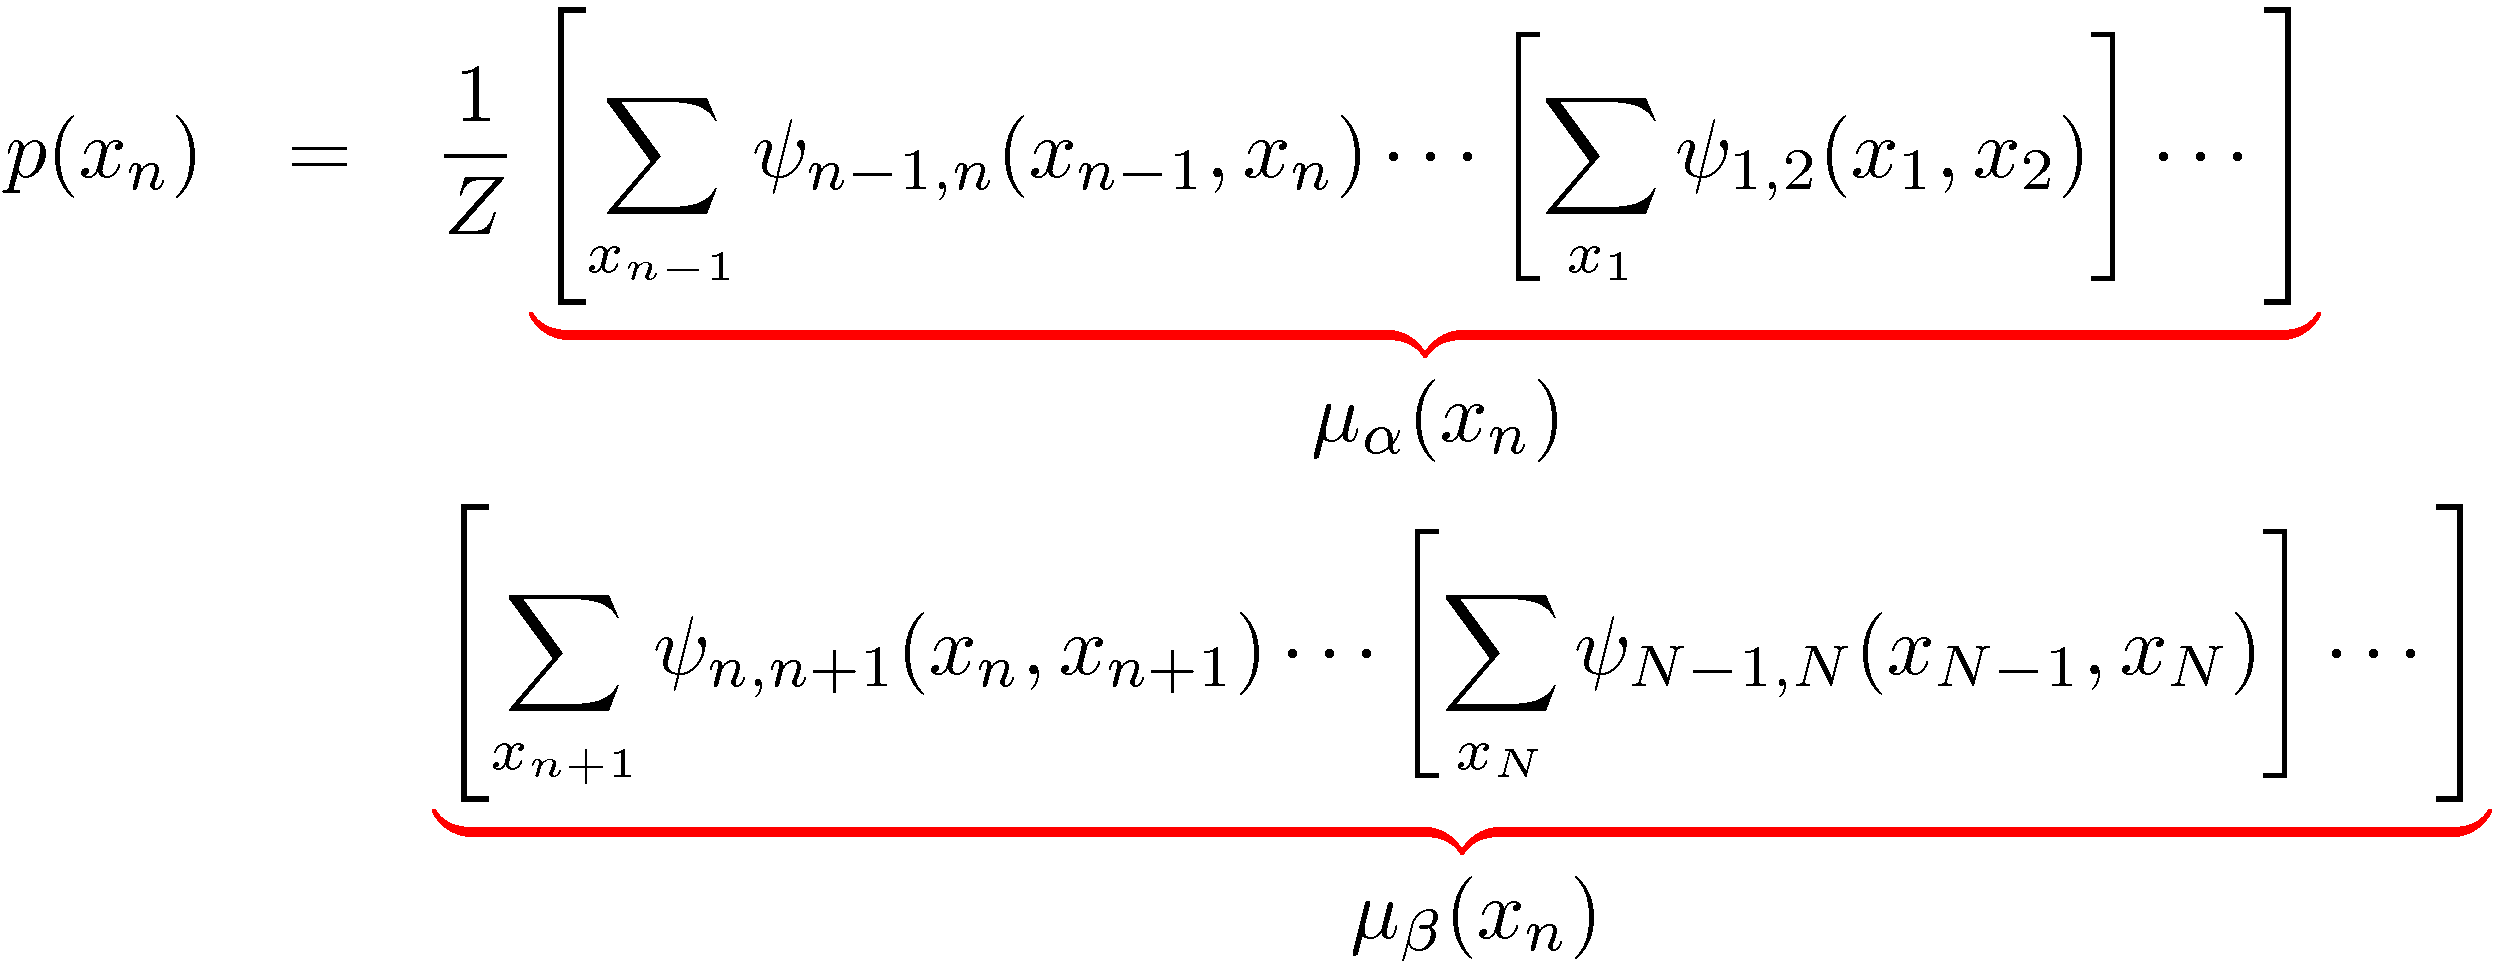 p(x_n) = \frac{1}{Z} \left[ \sum_{x_{n-1}} \psi_{n-1,n}(x_{n-1}, x_n) \cdots \left[ \sum_{x_1} \psi_{1,2}(x_1, x_2) \right] \cdots \right]
\mu_\alpha(x_n)
\left[ \sum_{x_{n+1}} \psi_{n,n+1}(x_n, x_{n+1}) \cdots \left[ \sum_{x_N} \psi_{N-1,N}(x_{N-1}, x_N) \right] \cdots \right]
\mu_\beta(x_n)